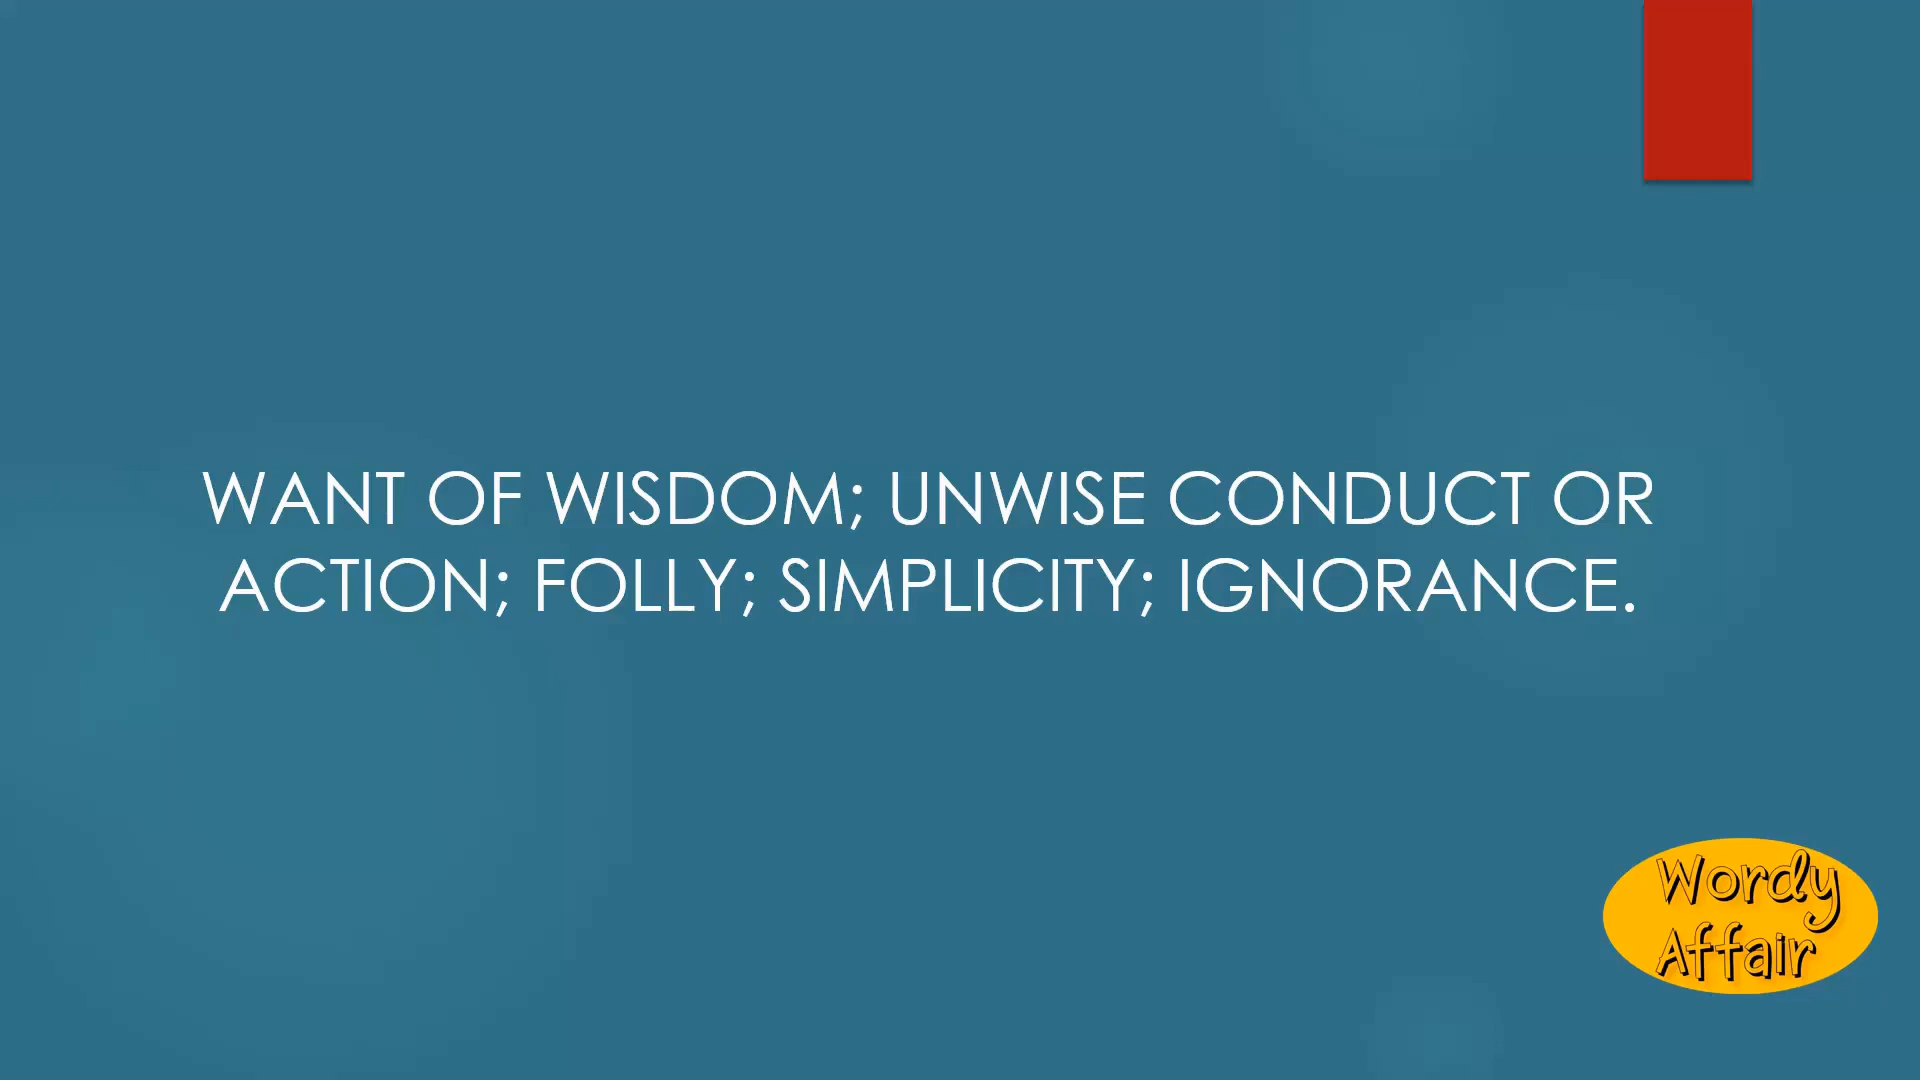 WANT OF WISDOM; UNWISE CONDUCT OR
ACTION; FOLLY; SIMPLICITY; IGNORANCE.
Wordy
Affair